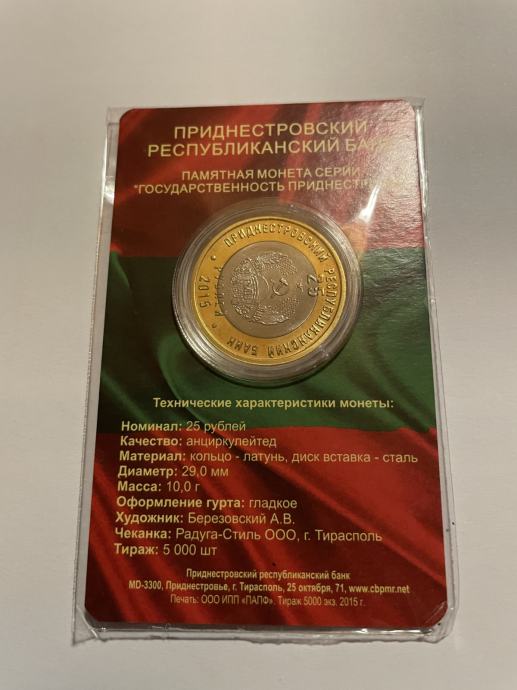 ПРИДНЕСТРОВСКИЙ
РЕСПУБЛИКАНСКИЙ
ПАМЯТНАЯ МОНЕТА СЕРИИ
"ГОСУДАРСТВЕННОСТЬ
• ПРИДНЕСТРОВСКИЙ РЕСПУБЛИКАНСКИЙ БАНК •
2015
25
РУБЛЕЙ
Технические характеристики монеты:
Номинал: 25 рублей
Качество: анциркулейтед
Материал: кольцо - латунь, диск вставка - сталь
Диаметр: 29,0 мм
Масса: 10,0 г
Оформление гурта: гладкое
Художник: Березовский А.В.
Чеканка: Радуга-Стиль ООО, г. Тирасполь
Тираж: 5 000 шт
Приднестровский республиканский банк
MD-3300, Приднестровье, г. Тирасполь, 25 октября, 71, www.cbpmr.net
Печать: ООО ИПП «ПАПФ». Тираж 5000 экз. 2015 г.